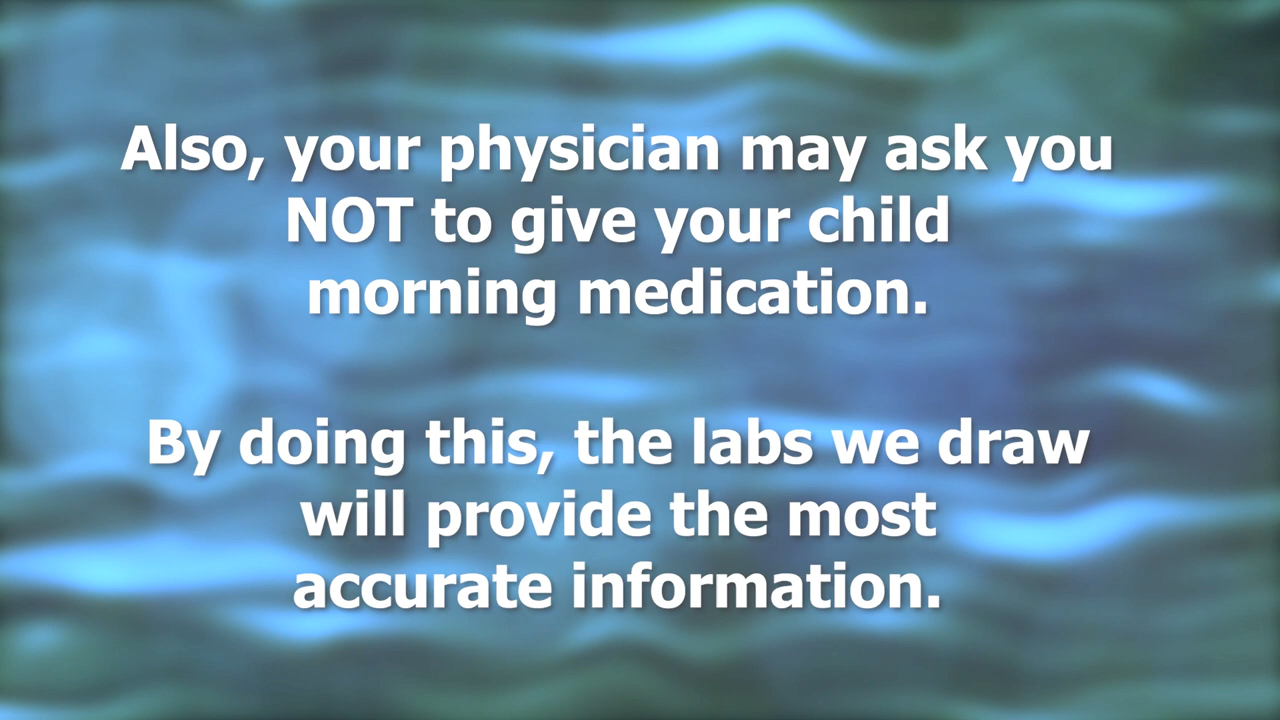 Also, your physician may ask you
NOT to give your child
morning medication.
By doing this, the labs we draw
will provide the most
accurate information.